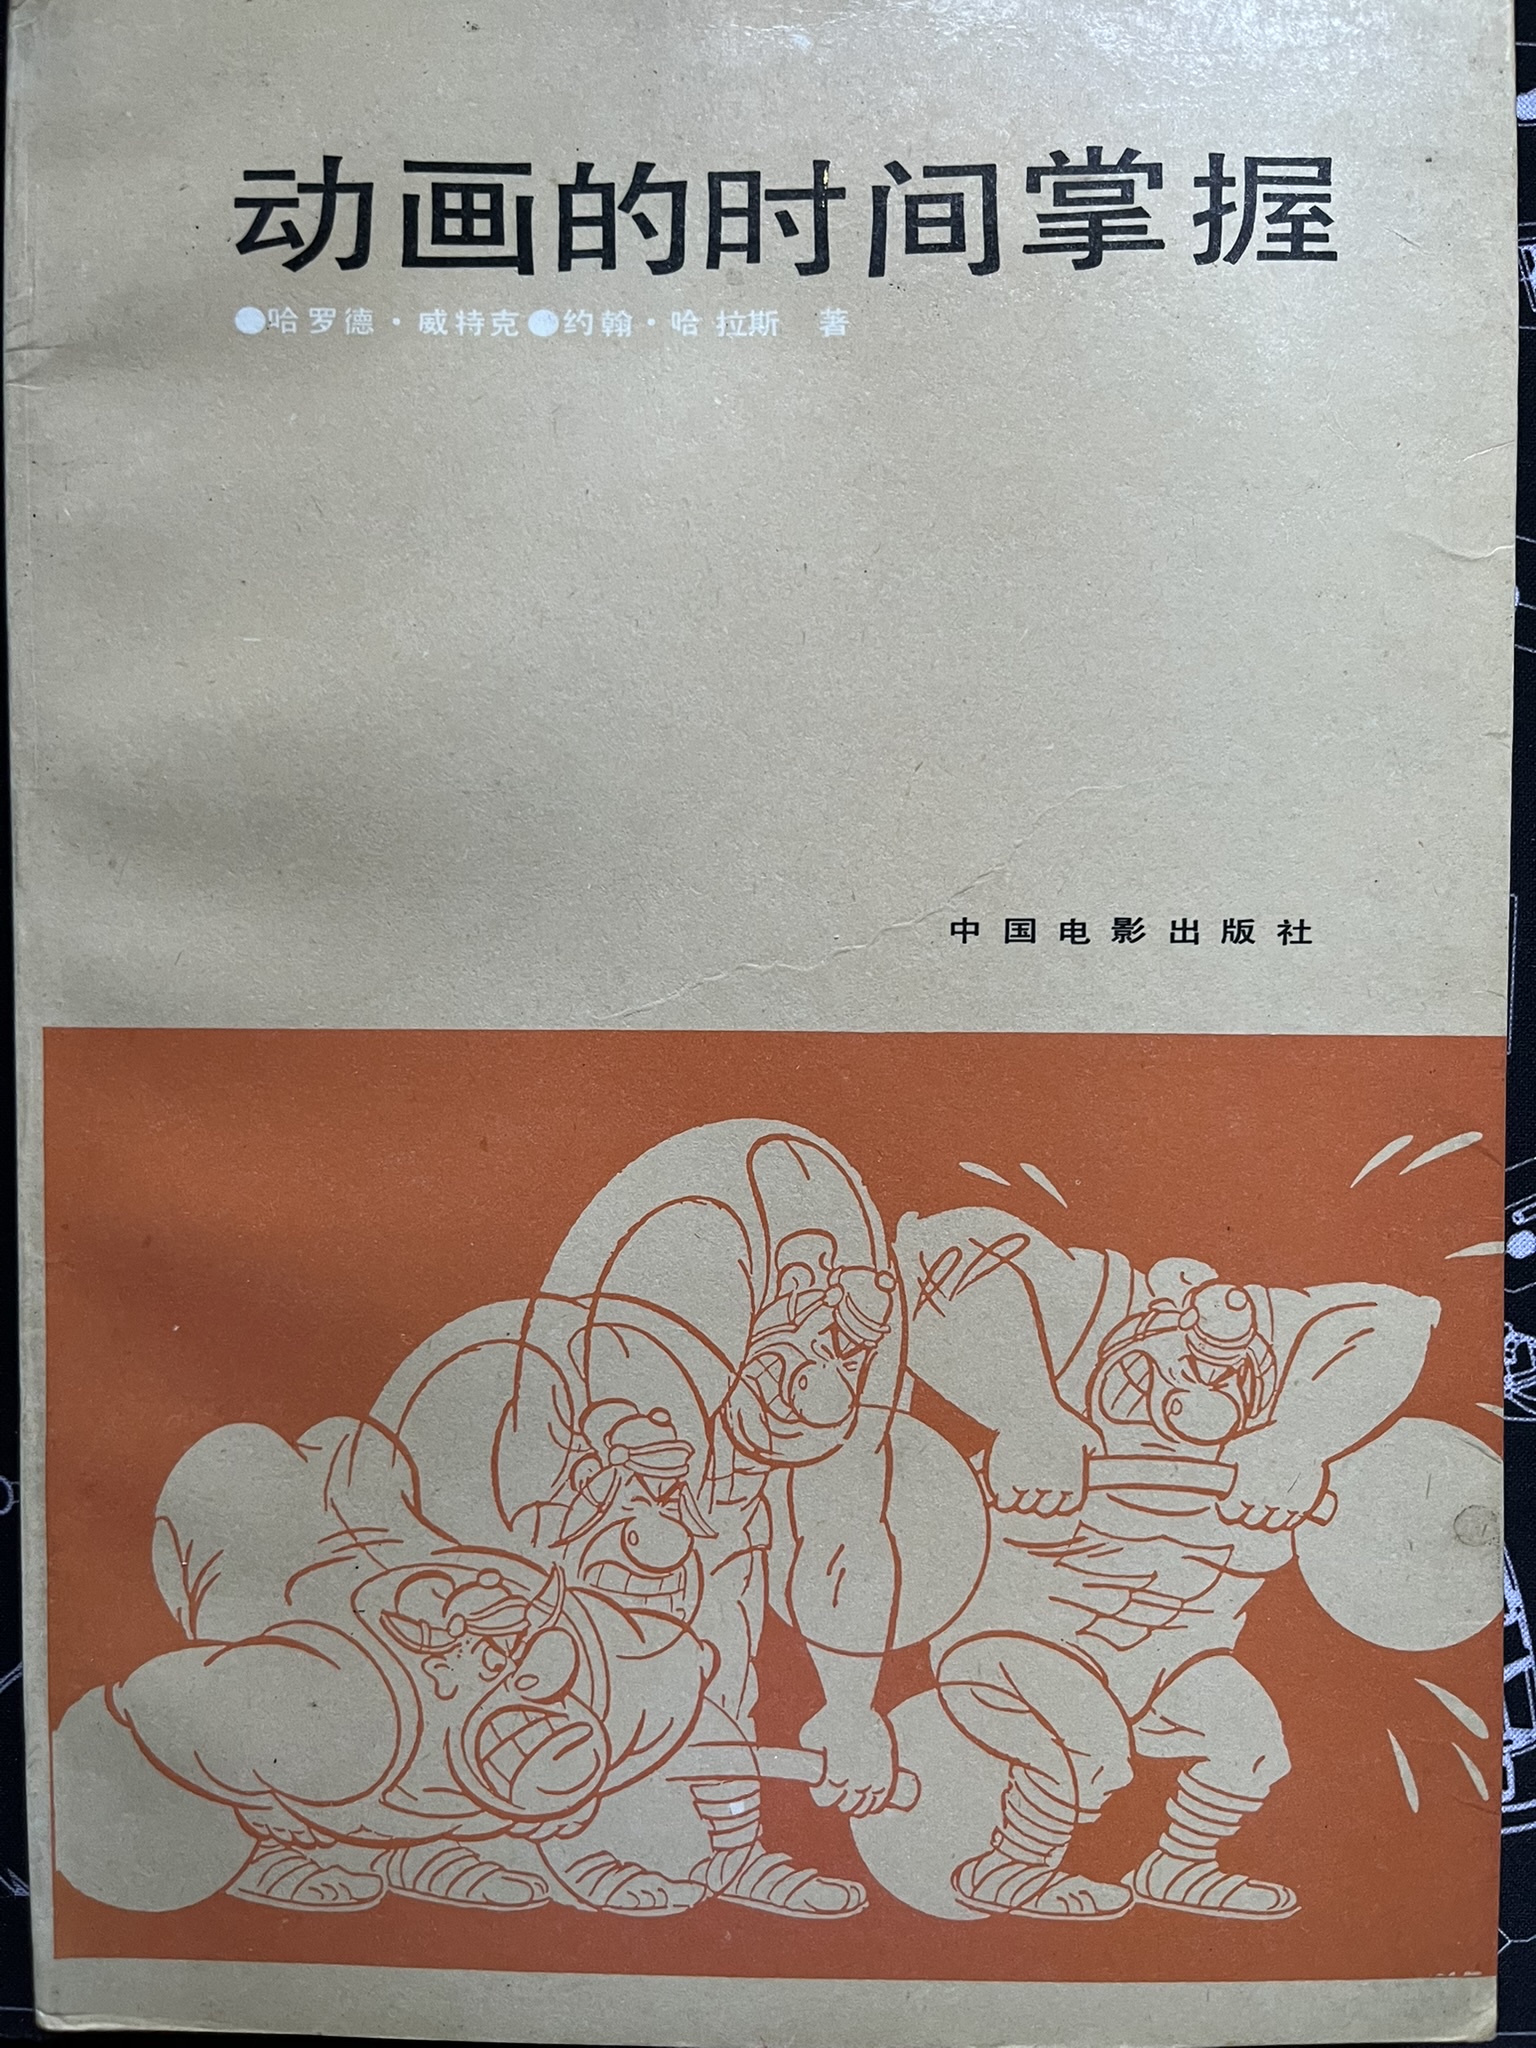 动画的时间掌握
●哈罗德·威特克●约翰·哈拉斯 著
中国电影出版社